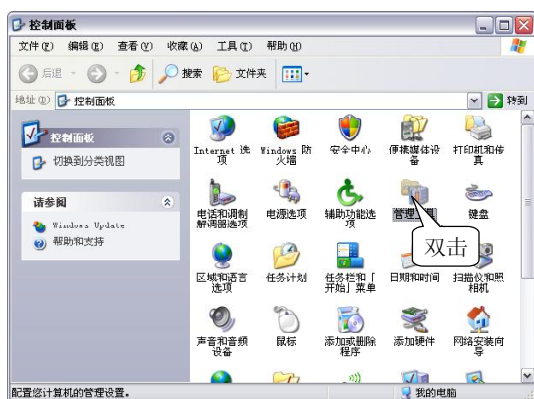 控制面板
文件(F) 编辑(E) 查看(V) 收藏(A) 工具(T) 帮助(H)
后退 搜索 文件夹
地址(D) 控制面板 转到
控制面板
切换到分类视图
请参阅
Windows Update
帮助和支持
Internet 选项
Windows 防火墙
安全中心
便携媒体设备
打印机和传真
电话和调制解调器选项
电源选项
辅助功能选项
管理工具
键盘
双击
区域和语言选项
任务计划
任务栏和「开始」菜单
日期和时间
扫描仪和照相机
声音和音频设备
鼠标
添加或删除程序
添加硬件
网络安装向导
配置您计算机的管理设置。 我的电脑